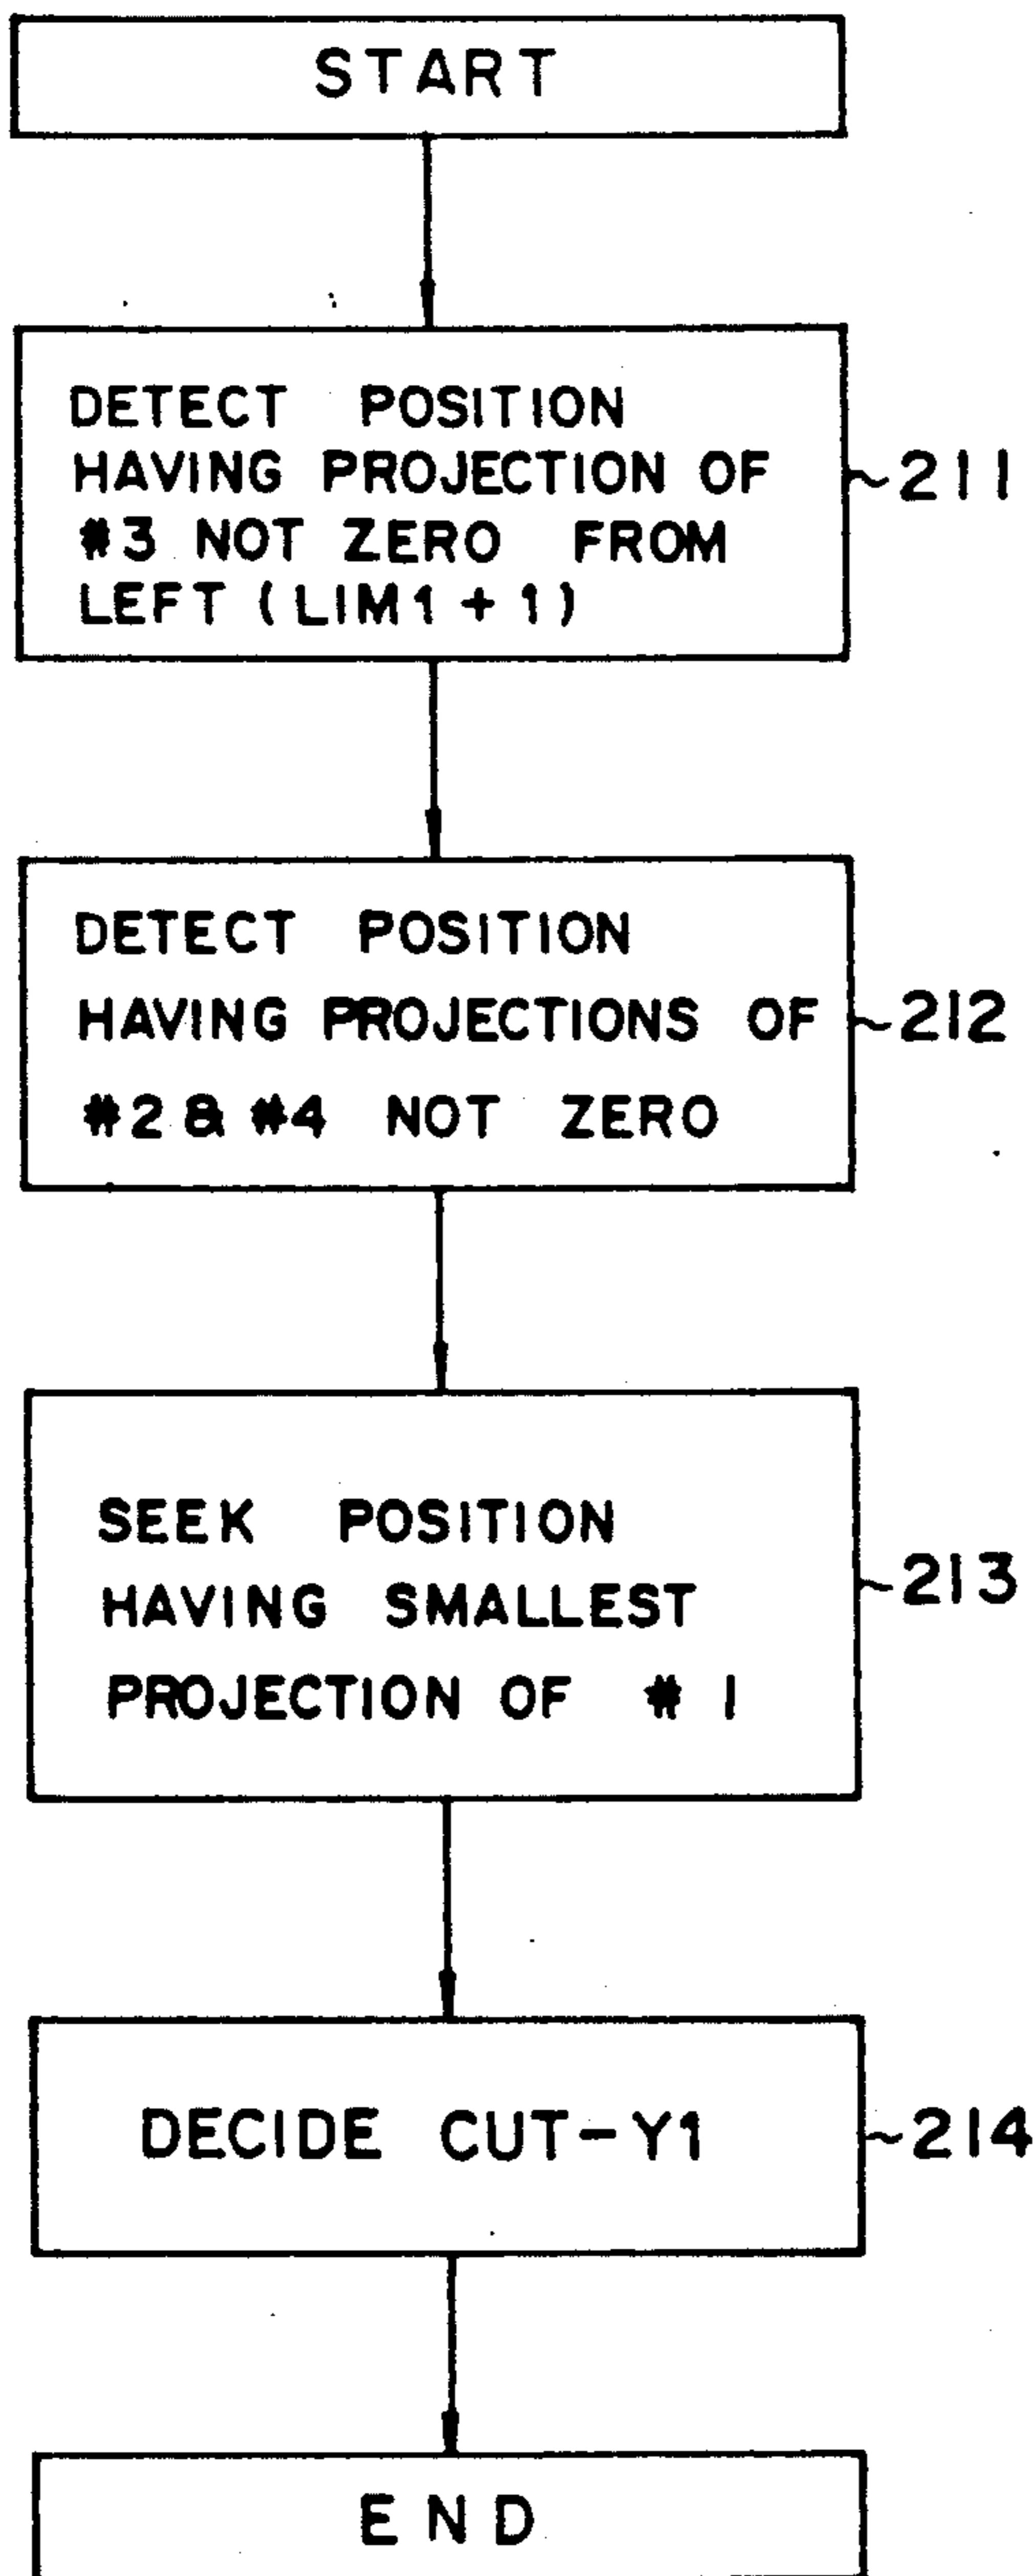 START
DETECT POSITION
HAVING PROJECTION OF
#3 NOT ZERO FROM
LEFT (LIM1+1)
211
DETECT POSITION
HAVING PROJECTIONS OF
#2 & #4 NOT ZERO
212
SEEK POSITION
HAVING SMALLEST
PROJECTION OF #1
213
DECIDE CUT-Y1
214
END